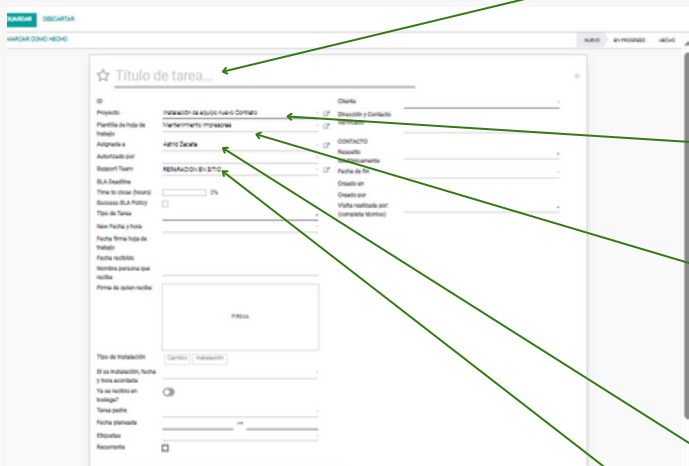 GUARDAR DESCARTAR
MARCAR COMO HECHO
NUEVO EN PROGRESO HECHO
Título de tarea...
ID
Proyecto Instalación de equipo nuevo Contrato
Plantilla de hoja de trabajo Mantenimiento Impresoras
Asignada a Astrid Zapata
Autorizado por
Support Team REPARACION EN SITIO
SLA Deadline
Time to close (hours) 0%
Success SLA Policy
Tipo de Tarea
New Fecha y hora
Fecha firma hoja de trabajo
Fecha recibido
Nombre persona que recibe
Firma de quien recibe
FIRMA
Tipo de Instalación Cambio Instalación
SI es Instalación, fecha y hora acordada
Ya se recibio en bodega?
Tarea padre
Fecha planeada
Etiquetas
Recurrente
Cliente
Dirección y Contacto
CONTACTO
Resuelto
Fecha de fin
Creado en
Creado por
Visita realizada por:
(completa técnico)